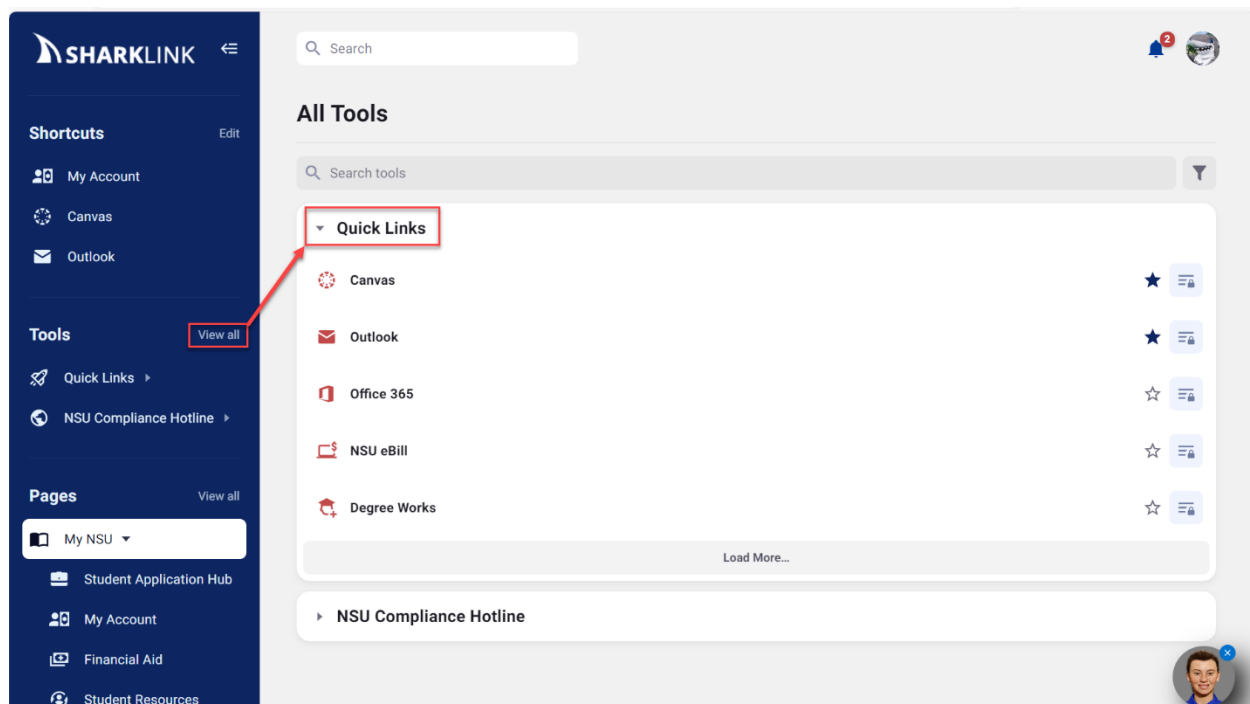 SHARKLINK
Shortcuts Edit
My Account
Canvas
Outlook
Tools View all
Quick Links
NSU Compliance Hotline
Pages View all
My NSU
Student Application Hub
My Account
Financial Aid
Student Resources
Search
2
All Tools
Search tools
Quick Links
Canvas
Outlook
Office 365
NSU eBill
Degree Works
Load More...
NSU Compliance Hotline